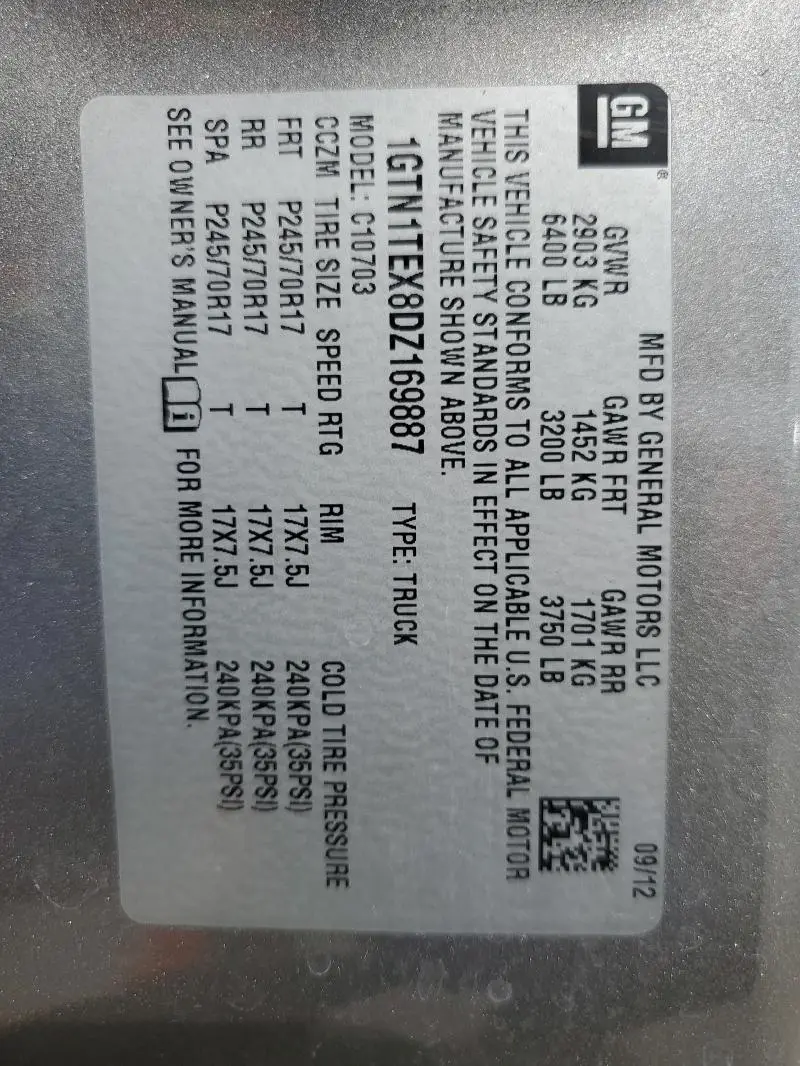 GM®
MFD BY GENERAL MOTORS LLC 09/12
GVWR GAWR FRT GAWR RR
2903 KG 1452 KG 1701 KG
6400 LB 3200 LB 3750 LB
THIS VEHICLE CONFORMS TO ALL APPLICABLE U.S. FEDERAL MOTOR
VEHICLE SAFETY STANDARDS IN EFFECT ON THE DATE OF
MANUFACTURE SHOWN ABOVE.
1GTN1TEX8DZ169887 TYPE: TRUCK
MODEL: C10703
CCZM TIRE SIZE SPEED RTG RIM COLD TIRE PRESSURE
FRT P245/70R17 T 17X7.5J 240KPA(35PSI)
RR P245/70R17 T 17X7.5J 240KPA(35PSI)
SPA P245/70R17 T 17X7.5J 240KPA(35PSI)
SEE OWNER'S MANUAL i FOR MORE INFORMATION.